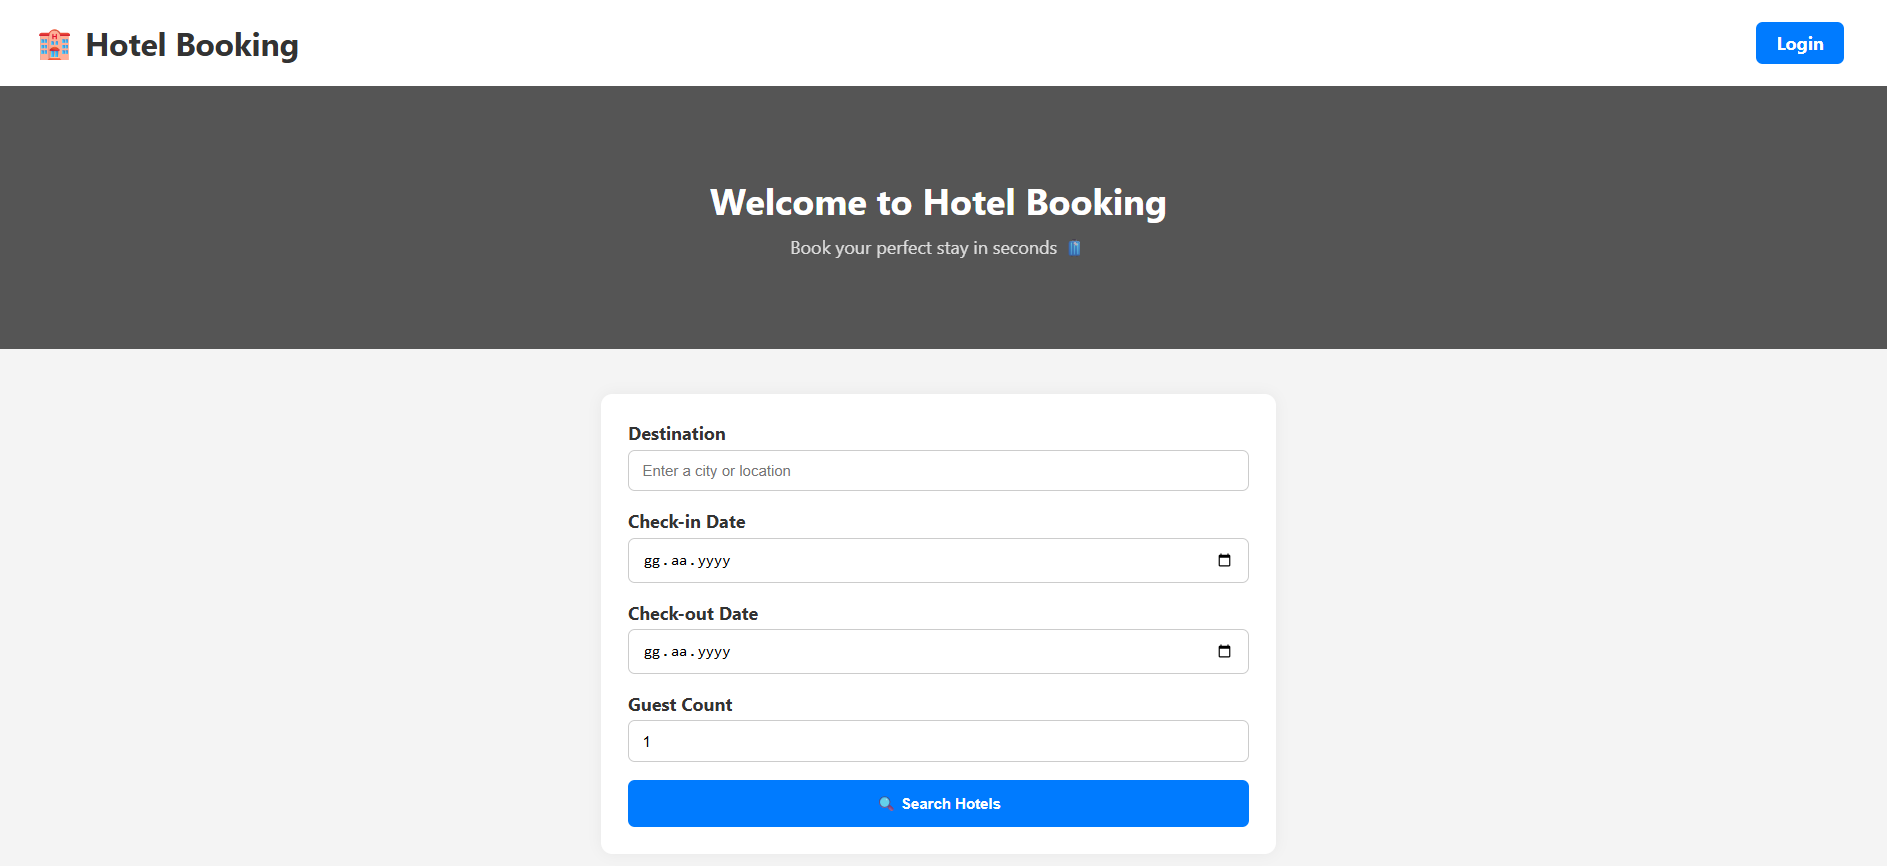 Hotel Booking
Login
Welcome to Hotel Booking
Book your perfect stay in seconds
Destination
Enter a city or location
Check-in Date
gg.aa.yyyy
Check-out Date
gg.aa.yyyy
Guest Count
1
Search Hotels